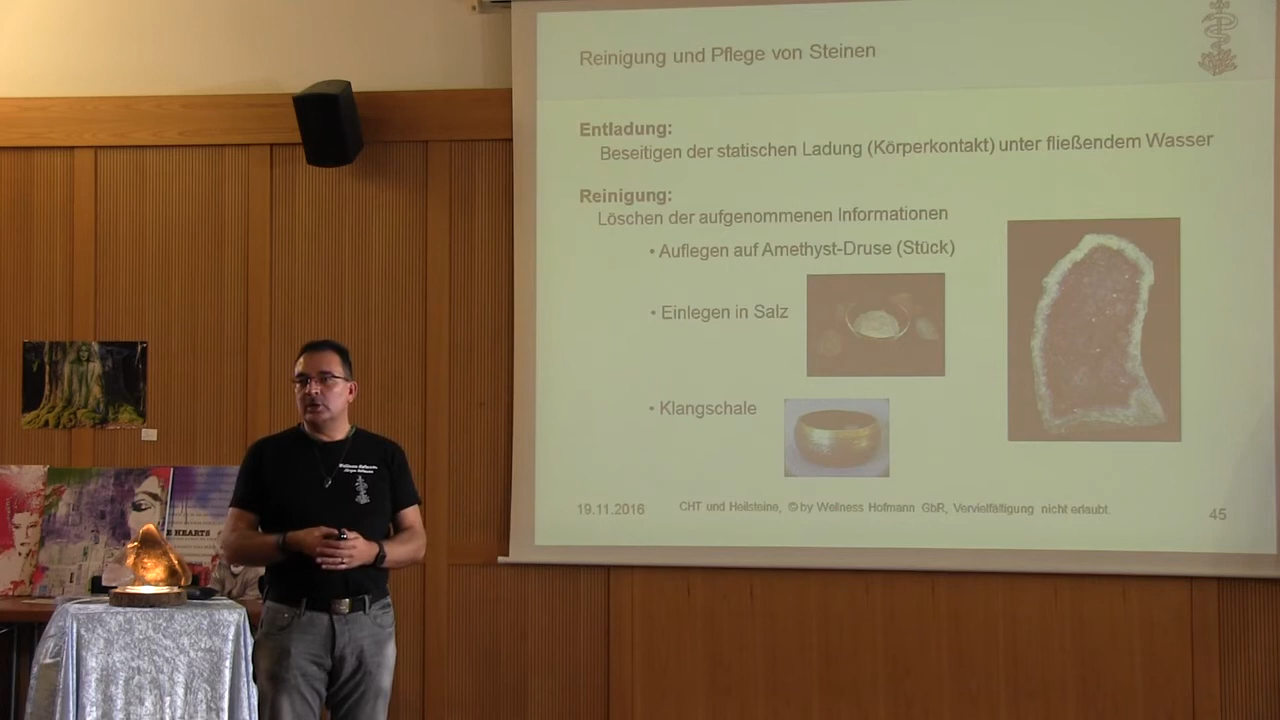 Reinigung und Pflege von Steinen
Entladung:
Beseitigen der statischen Ladung (Körperkontakt) unter fließendem Wasser
Reinigung:
Löschen der aufgenommenen Informationen
• Auflegen auf Amethyst-Druse (Stück)
• Einlegen in Salz
• Klangschale
19.11.2016
CHT und Heilsteine, © by Wellness Hofmann GbR, Vervielfältigung nicht erlaubt.
45
Wellness Hofmann
HEARTS